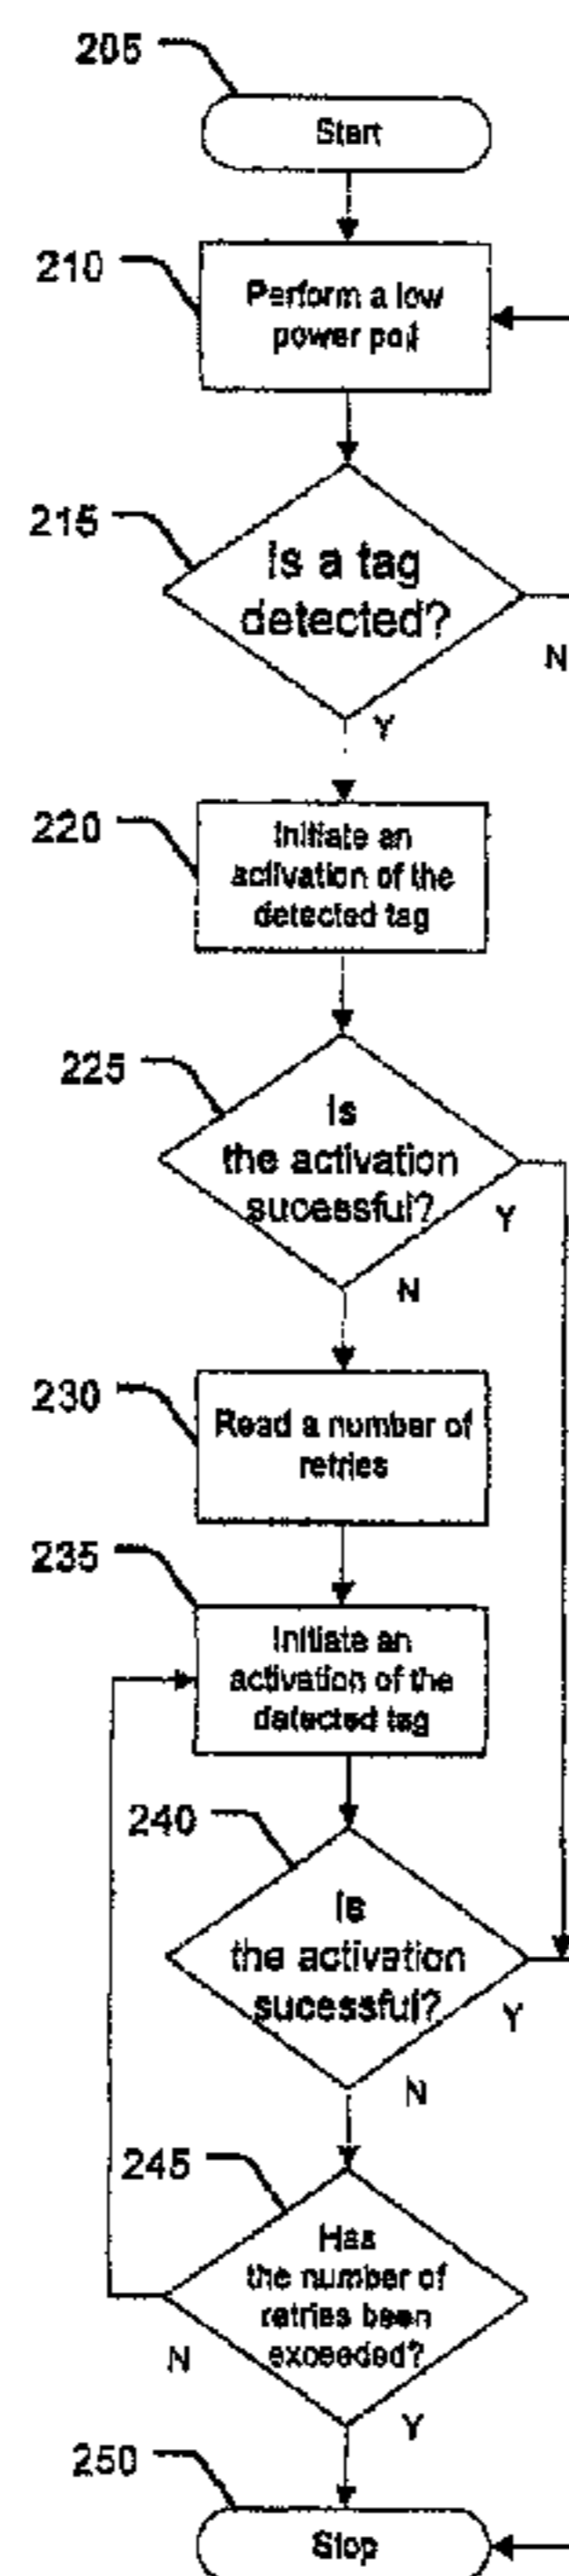 205
Start
210
Perform a low
power poll
215
Is a tag
detected?
N
Y
220
Initiate an
activation of the
detected tag
225
Is
the activation
sucessful?
Y
N
230
Read a number of
retries
235
Initiate an
activation of the
detected tag
240
Is
the activation
sucessful?
Y
N
245
Has
the number of
retries been
exceeded?
N
Y
250
Stop